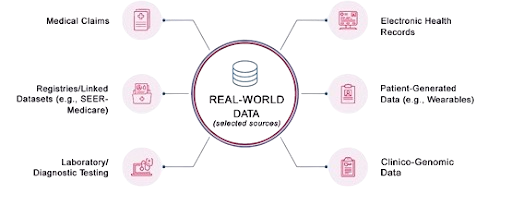 Medical Claims
Electronic Health
Records
Registries/Linked
Datasets (e.g., SEER-
Medicare)
REAL-WORLD
DATA
(selected sources)
Patient-Generated
Data (e.g., Wearables)
Laboratory/
Diagnostic Testing
Clinico-Genomic
Data